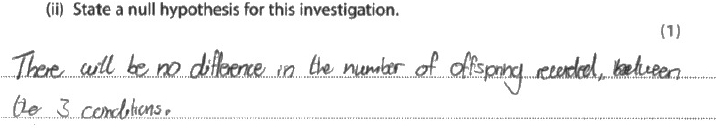 (ii) State a null hypothesis for this investigation.
(1)
There will be no difference in the number of offspring recorded, between
the 3 conditions.